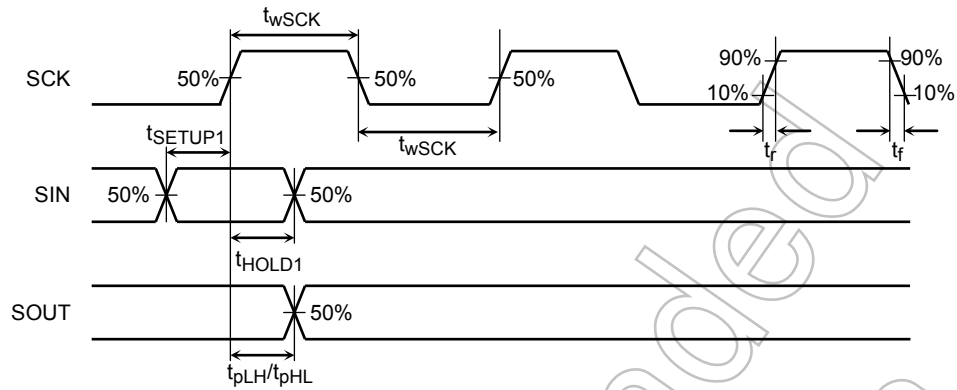 twSCK
SCK
50%
50%
50%
90%
10%
90%
10%
tSETUP1
twSCK
tr
tf
SIN
50%
50%
tHOLD1
SOUT
50%
tpLH/tpHL
nded